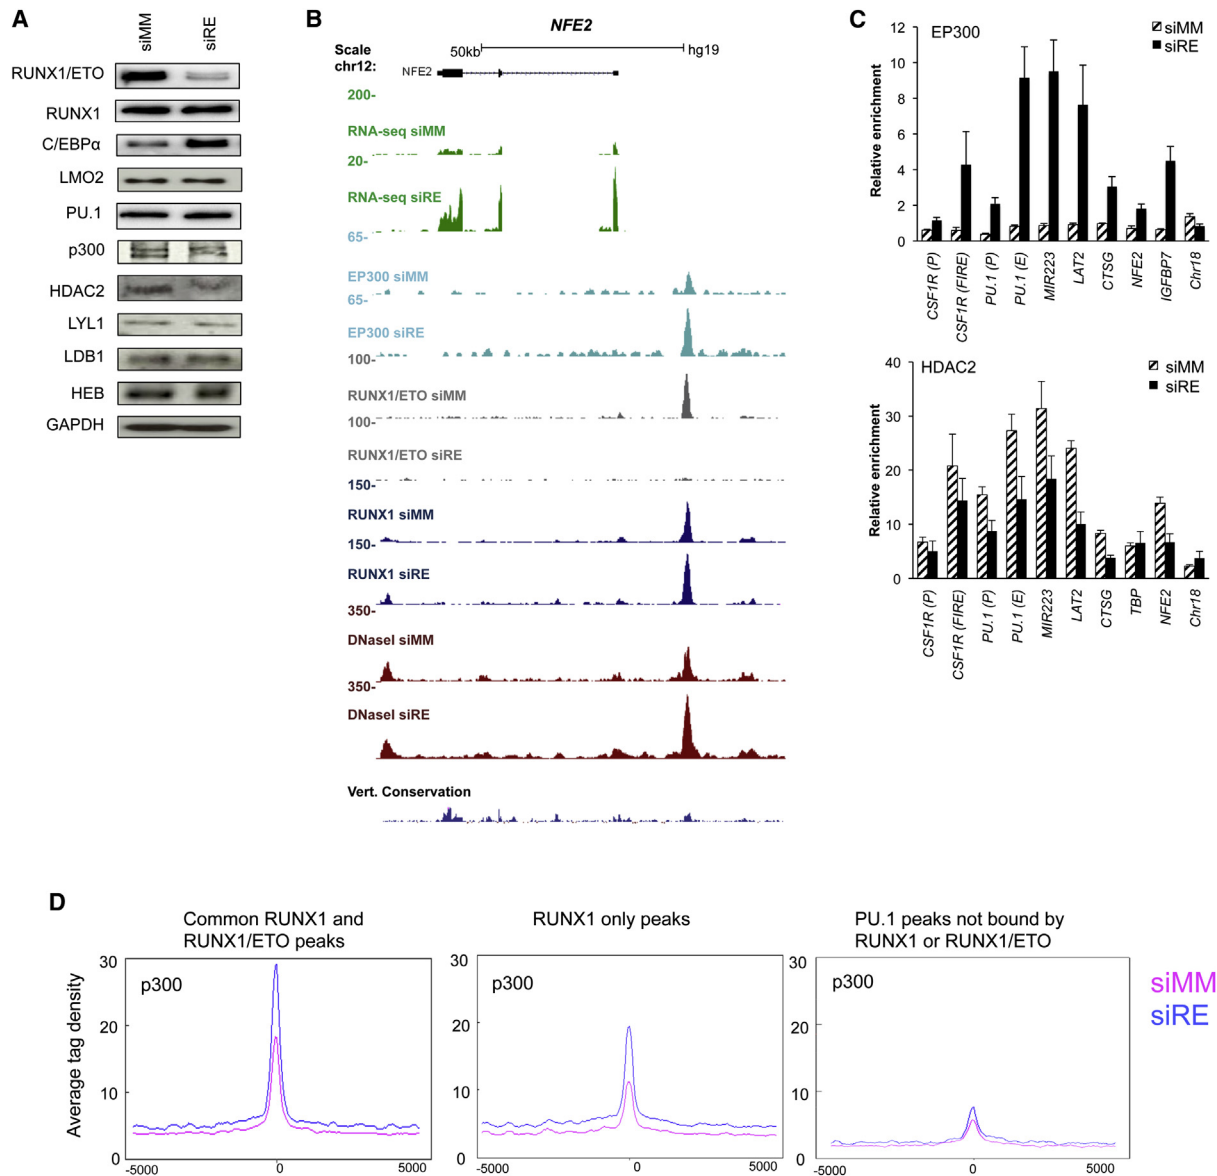 A
siMM
siRE
RUNX1/ETO
RUNX1
C/EBPα
LMO2
PU.1
p300
HDAC2
LYL1
LDB1
HEB
GAPDH
B
NFE2
Scale
chr12:
50kb
hg19
NFE2
200-
RNA-seq siMM
20-
RNA-seq siRE
65-
EP300 siMM
65-
EP300 siRE
100-
RUNX1/ETO siMM
100-
RUNX1/ETO siRE
150-
RUNX1 siMM
150-
RUNX1 siRE
350-
DNaseI siMM
350-
DNaseI siRE
Vert. Conservation
C
EP300
siMM
siRE
Relative enrichment
12
10
8
6
4
2
0
CSF1R (P)
CSF1R (FIRE)
PU.1 (P)
PU.1 (E)
MIR223
LAT2
CTSG
NFE2
IGFBP7
Chr18
HDAC2
siMM
siRE
Relative enrichment
40
30
20
10
0
CSF1R (P)
CSF1R (FIRE)
PU.1 (P)
PU.1 (E)
MIR223
LAT2
CTSG
TBP
NFE2
Chr18
D
Common RUNX1 and
RUNX1/ETO peaks
Average tag density
p300
30
20
10
0
-5000
0
5000
RUNX1 only peaks
p300
30
20
10
0
-5000
0
5000
PU.1 peaks not bound by
RUNX1 or RUNX1/ETO
p300
30
20
10
0
-5000
0
5000
siMM
siRE